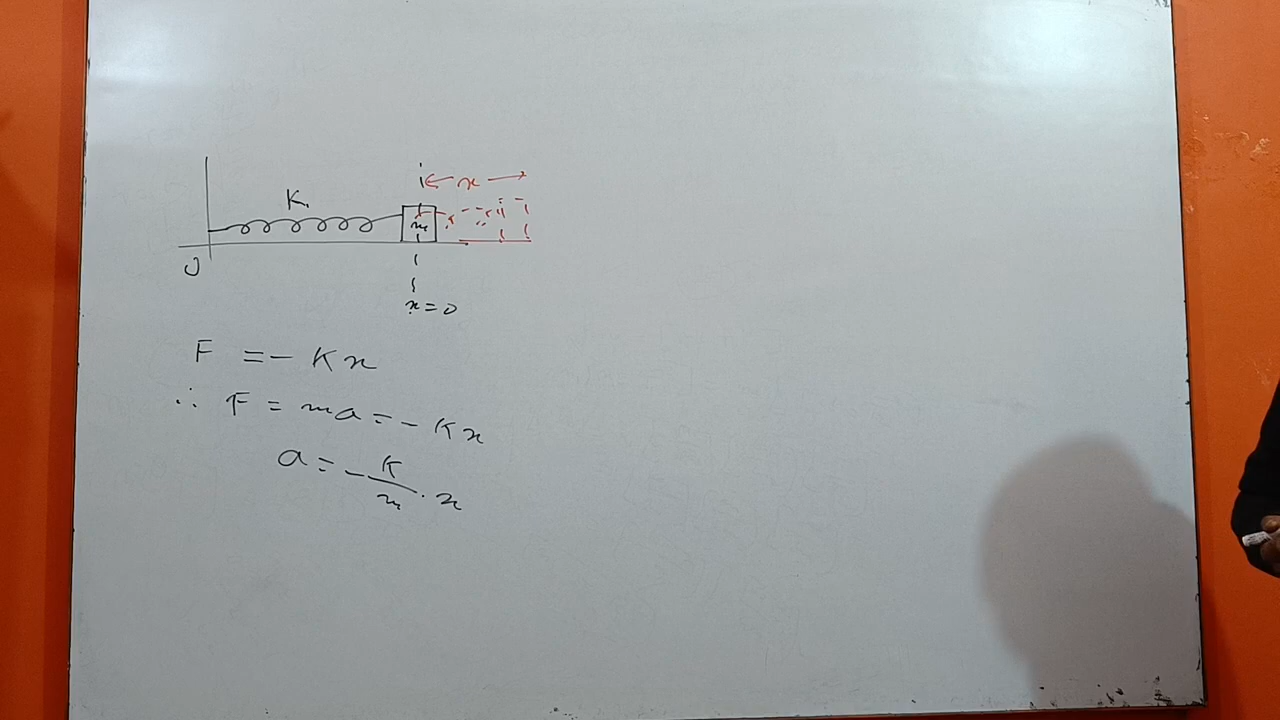 x
K
m
U
x = 0
F = - Kx
∴ F = ma = - Kx
a = - K/m . x